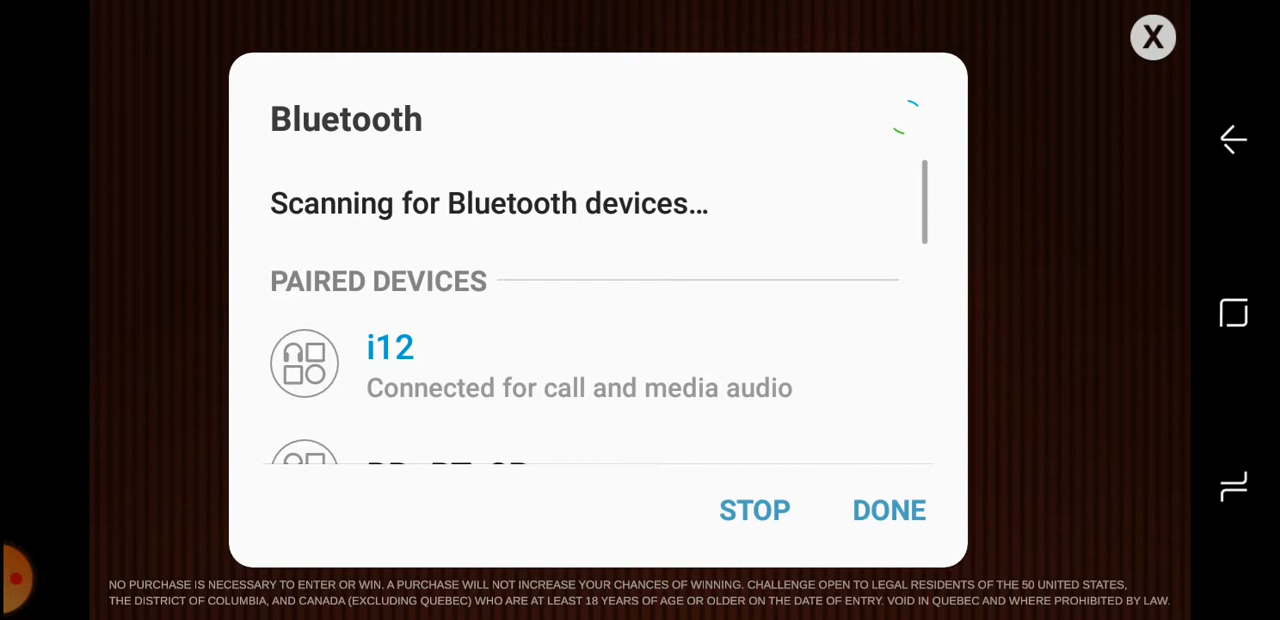 X
Bluetooth
Scanning for Bluetooth devices...
PAIRED DEVICES
i12
Connected for call and media audio
STOP DONE
NO PURCHASE IS NECESSARY TO ENTER OR WIN. A PURCHASE WILL NOT INCREASE YOUR CHANCES OF WINNING. CHALLENGE OPEN TO LEGAL RESIDENTS OF THE 50 UNITED STATES,
THE DISTRICT OF COLUMBIA, AND CANADA (EXCLUDING QUEBEC) WHO ARE AT LEAST 18 YEARS OF AGE OR OLDER ON THE DATE OF ENTRY. VOID IN QUEBEC AND WHERE PROHIBITED BY LAW.